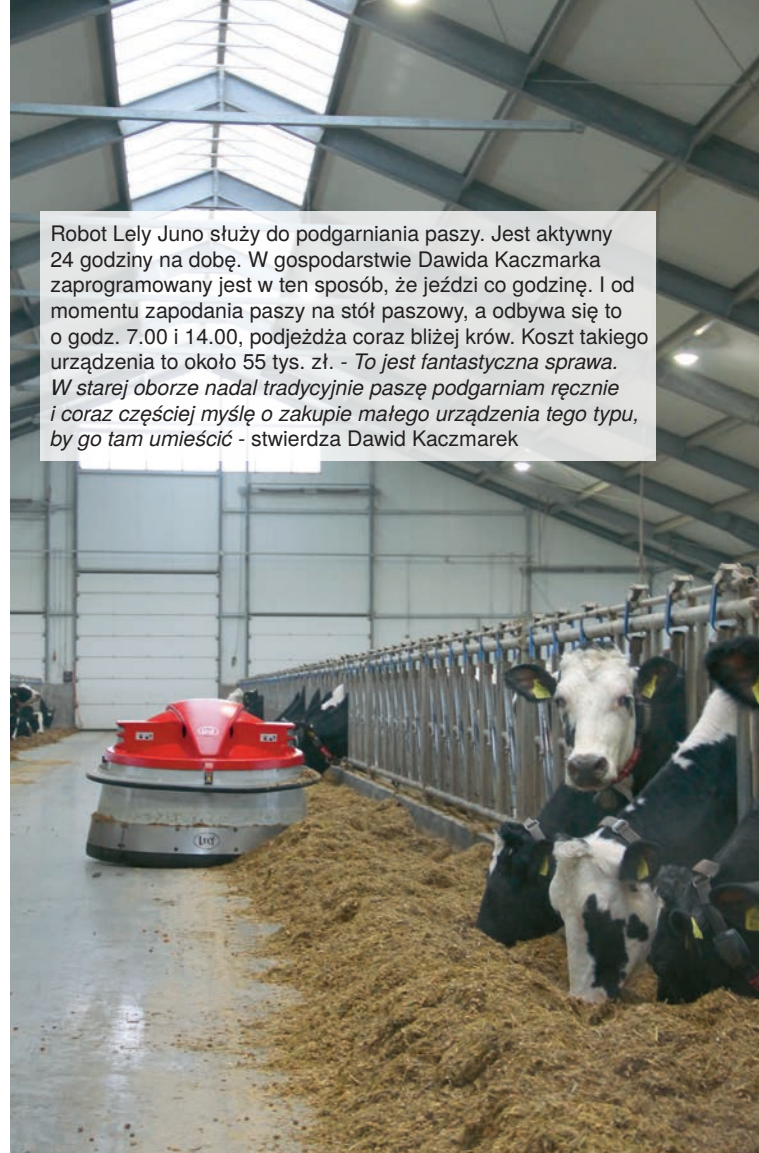 Robot Lely Juno służy do podgarniania paszy. Jest aktywny
24 godziny na dobę. W gospodarstwie Dawida Kaczmarka
zaprogramowany jest w ten sposób, że jeździ co godzinę. I od
momentu zapodania paszy na stół paszowy, a odbywa się to
o godz. 7.00 i 14.00, podjeżdża coraz bliżej krów. Koszt takiego
urządzenia to około 55 tys. zł. - To jest fantastyczna sprawa.
W starej oborze nadal tradycyjnie paszę podgarniam ręcznie
i coraz częściej myślę o zakupie małego urządzenia tego typu,
by go tam umieścić - stwierdza Dawid Kaczmarek
Lely